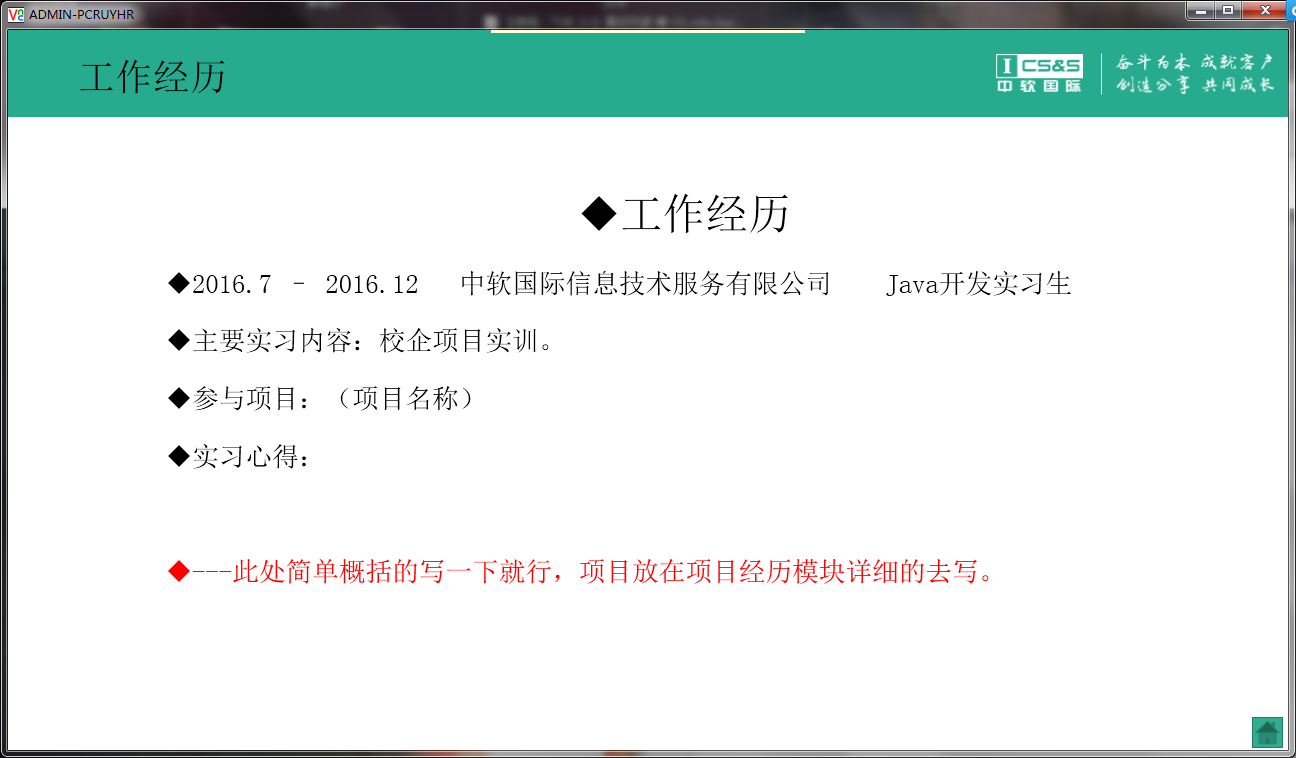 ADMIN-PCRUYHR
工作经历
I CS&S
中软国际
奋斗为本 成就客户
创造分享 共同成长
◆工作经历
◆2016.7 – 2016.12 中软国际信息技术服务有限公司 Java开发实习生
◆主要实习内容：校企项目实训。
◆参与项目：（项目名称）
◆实习心得：
◆---此处简单概括的写一下就行，项目放在项目经历模块详细的去写。